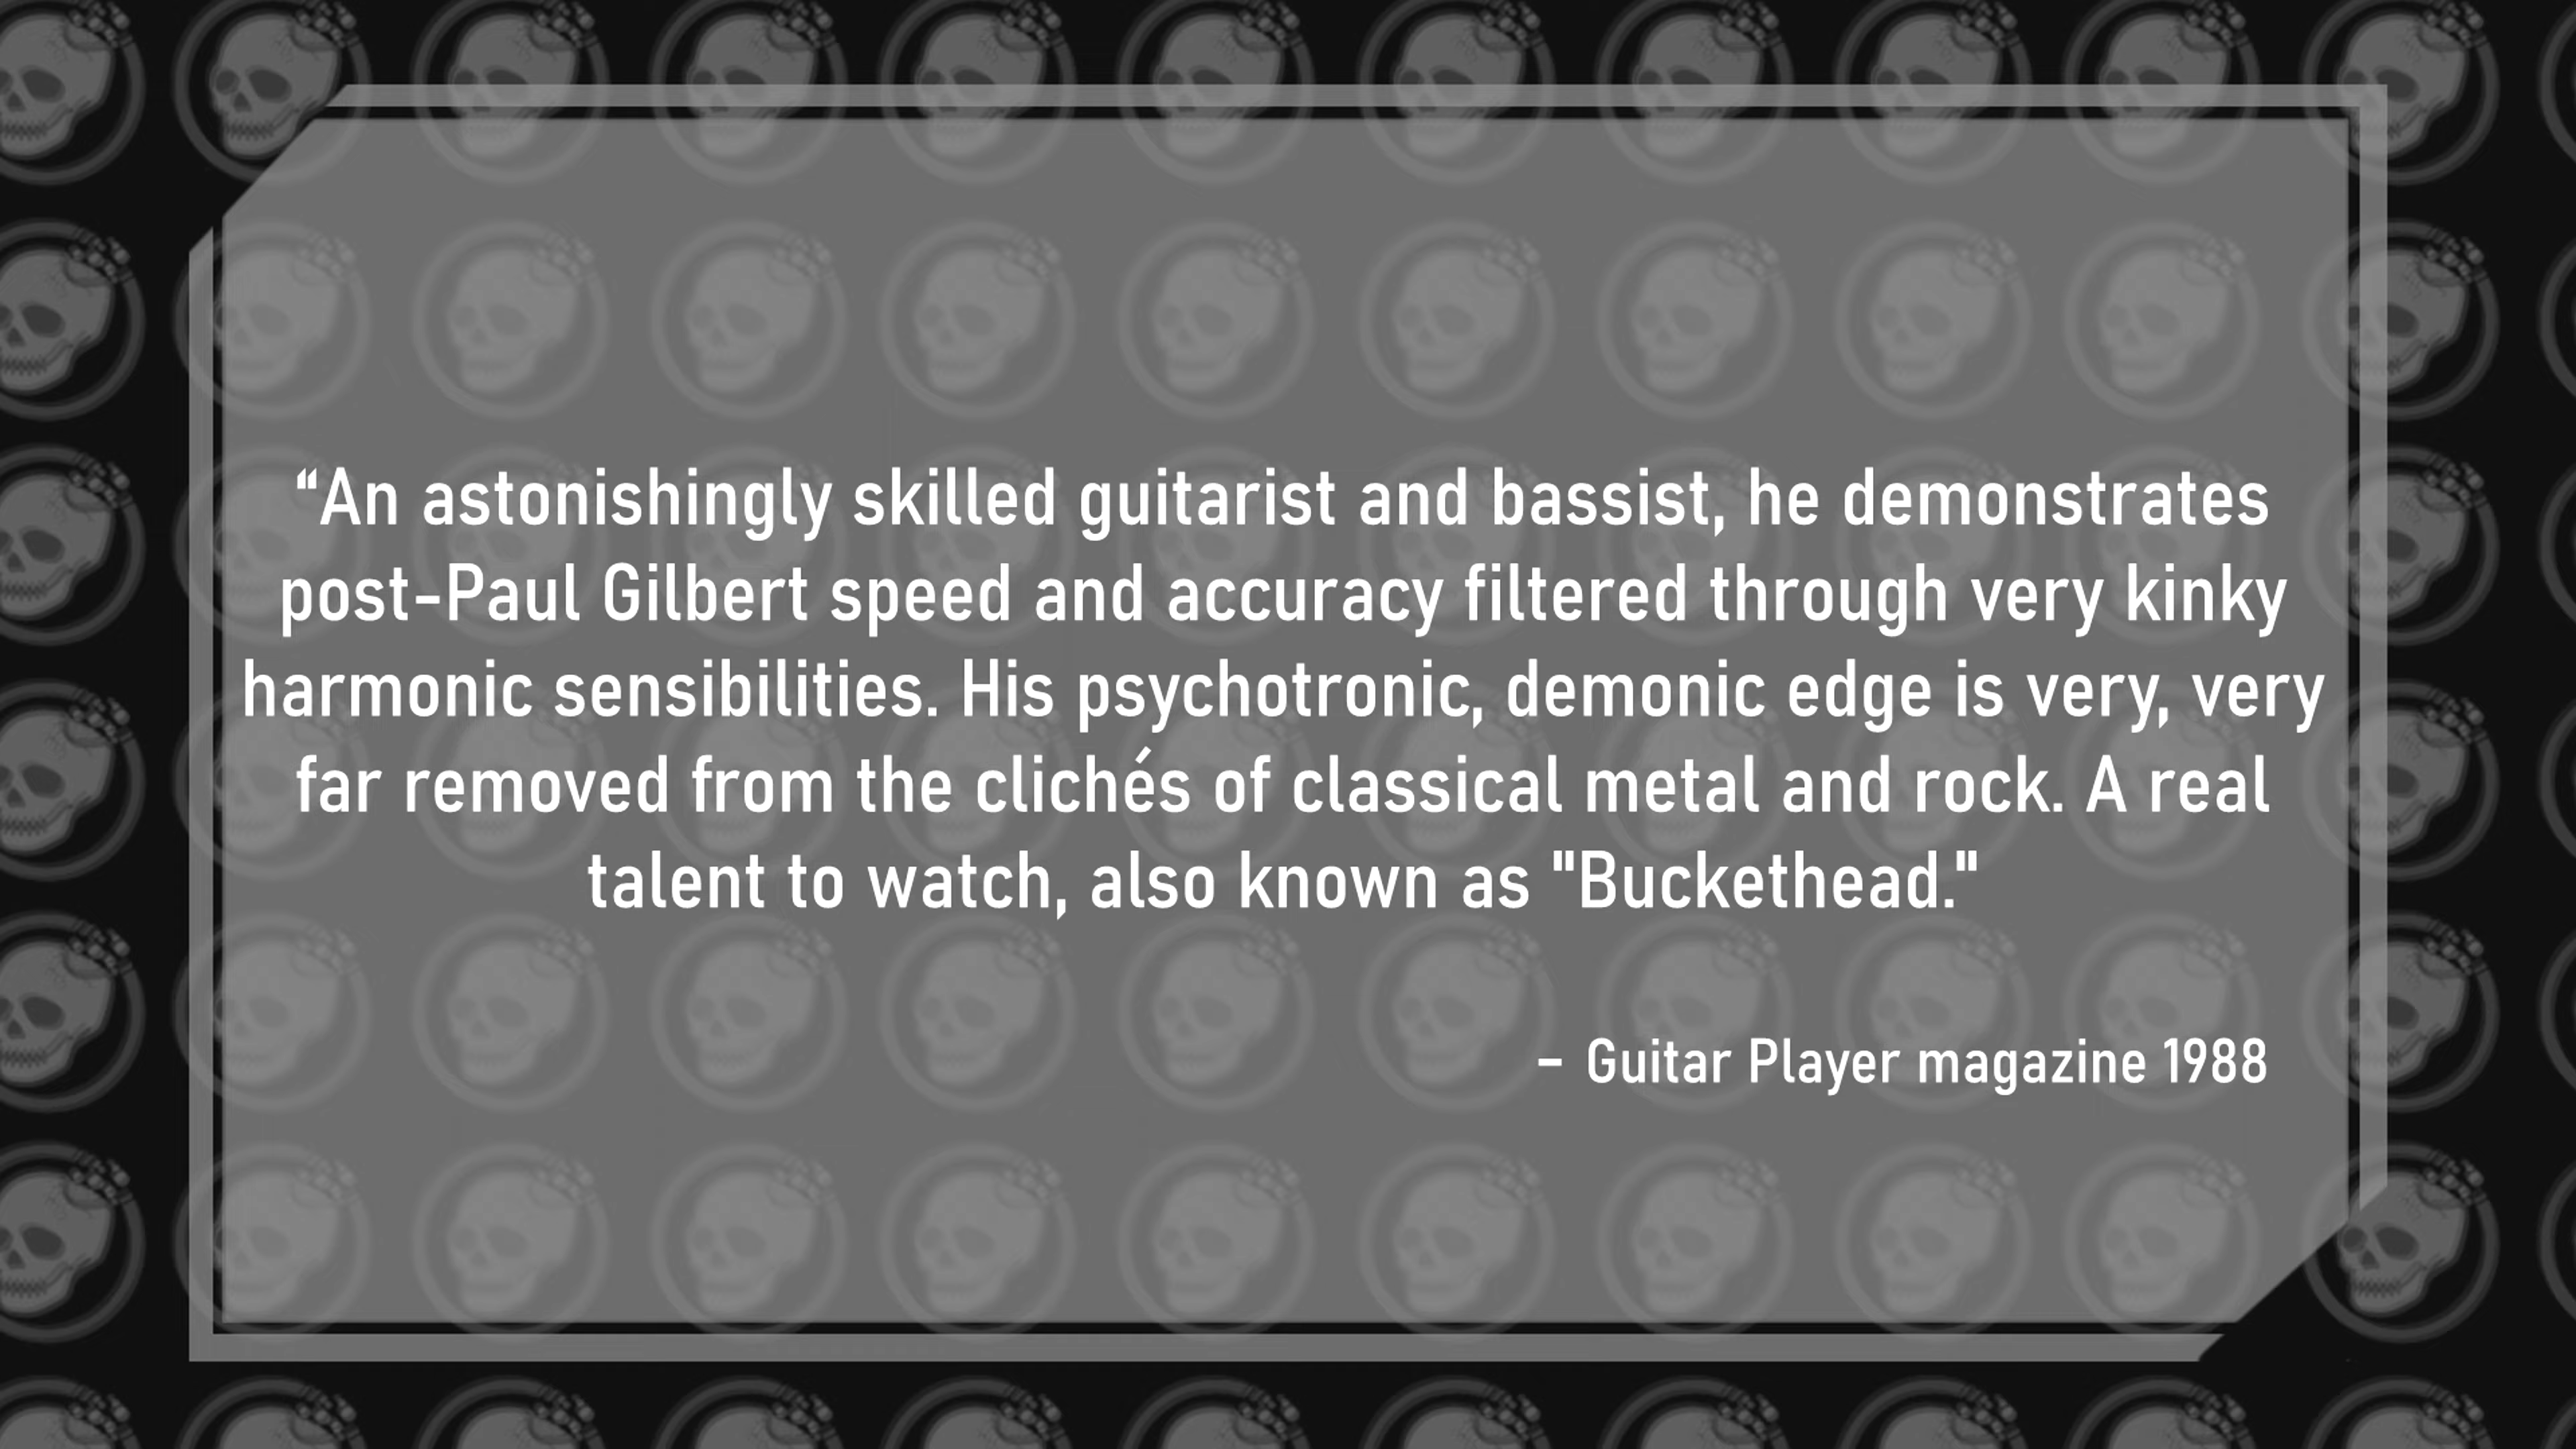 “An astonishingly skilled guitarist and bassist, he demonstrates
post-Paul Gilbert speed and accuracy filtered through very kinky
harmonic sensibilities. His psychotronic, demonic edge is very, very
far removed from the clichés of classical metal and rock. A real
talent to watch, also known as "Buckethead."
– Guitar Player magazine 1988